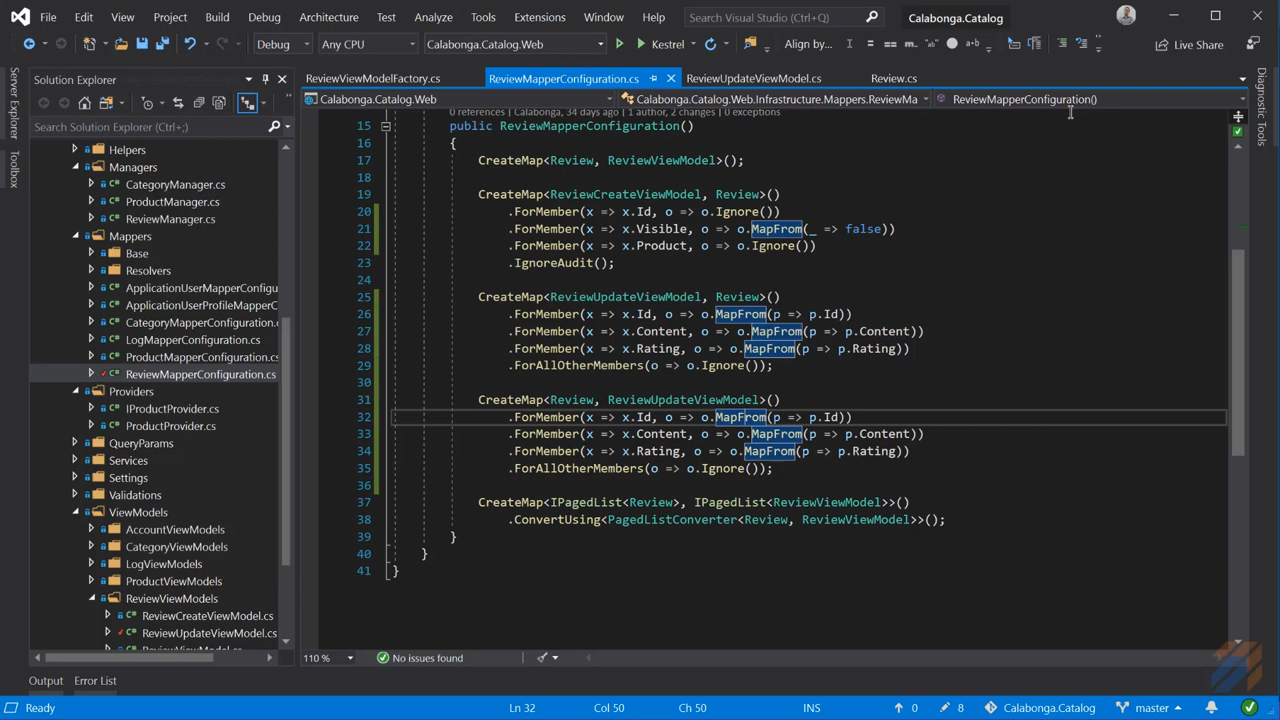 File Edit View Project Build Debug Architecture Test Analyze Tools Extensions Window Help Search Visual Studio (Ctrl+Q) Calabonga.Catalog
Debug Any CPU Calabonga.Catalog.Web Kestrel Align by... Live Share
Server Explorer
Toolbox
Diagnostic Tools
Solution Explorer
Search Solution Explorer (Ctrl+;)
Helpers
Managers
CategoryManager.cs
ProductManager.cs
ReviewManager.cs
Mappers
Base
Resolvers
ApplicationUserMapperConfigu
ApplicationUserProfileMapperC
CategoryMapperConfiguration.
LogMapperConfiguration.cs
ProductMapperConfiguration.cs
ReviewMapperConfiguration.cs
Providers
IProductProvider.cs
ProductProvider.cs
QueryParams
Services
Settings
Validations
ViewModels
AccountViewModels
CategoryViewModels
LogViewModels
ProductViewModels
ReviewViewModels
ReviewCreateViewModel.cs
ReviewUpdateViewModel.cs
ReviewViewModel.cs
ReviewViewModelFactory.cs ReviewMapperConfiguration.cs ReviewUpdateViewModel.cs Review.cs
Calabonga.Catalog.Web Calabonga.Catalog.Web.Infrastructure.Mappers.ReviewMa ReviewMapperConfiguration()
0 references | Calabonga, 34 days ago | 1 author, 2 changes | 0 exceptions
15 public ReviewMapperConfiguration()
16 {
17 CreateMap<Review, ReviewViewModel>();
18
19 CreateMap<ReviewCreateViewModel, Review>()
20 .ForMember(x => x.Id, o => o.Ignore())
21 .ForMember(x => x.Visible, o => o.MapFrom(_ => false))
22 .ForMember(x => x.Product, o => o.Ignore())
23 .IgnoreAudit();
24
25 CreateMap<ReviewUpdateViewModel, Review>()
26 .ForMember(x => x.Id, o => o.MapFrom(p => p.Id))
27 .ForMember(x => x.Content, o => o.MapFrom(p => p.Content))
28 .ForMember(x => x.Rating, o => o.MapFrom(p => p.Rating))
29 .ForAllOtherMembers(o => o.Ignore());
30
31 CreateMap<Review, ReviewUpdateViewModel>()
32 .ForMember(x => x.Id, o => o.MapFrom(p => p.Id))
33 .ForMember(x => x.Content, o => o.MapFrom(p => p.Content))
34 .ForMember(x => x.Rating, o => o.MapFrom(p => p.Rating))
35 .ForAllOtherMembers(o => o.Ignore());
36
37 CreateMap<IPagedList<Review>, IPagedList<ReviewViewModel>>()
38 .ConvertUsing<PagedListConverter<Review, ReviewViewModel>>();
39 }
40 }
41 }
110 % No issues found
Output Error List
Ready Ln 32 Col 50 Ch 50 INS 0 8 Calabonga.Catalog master